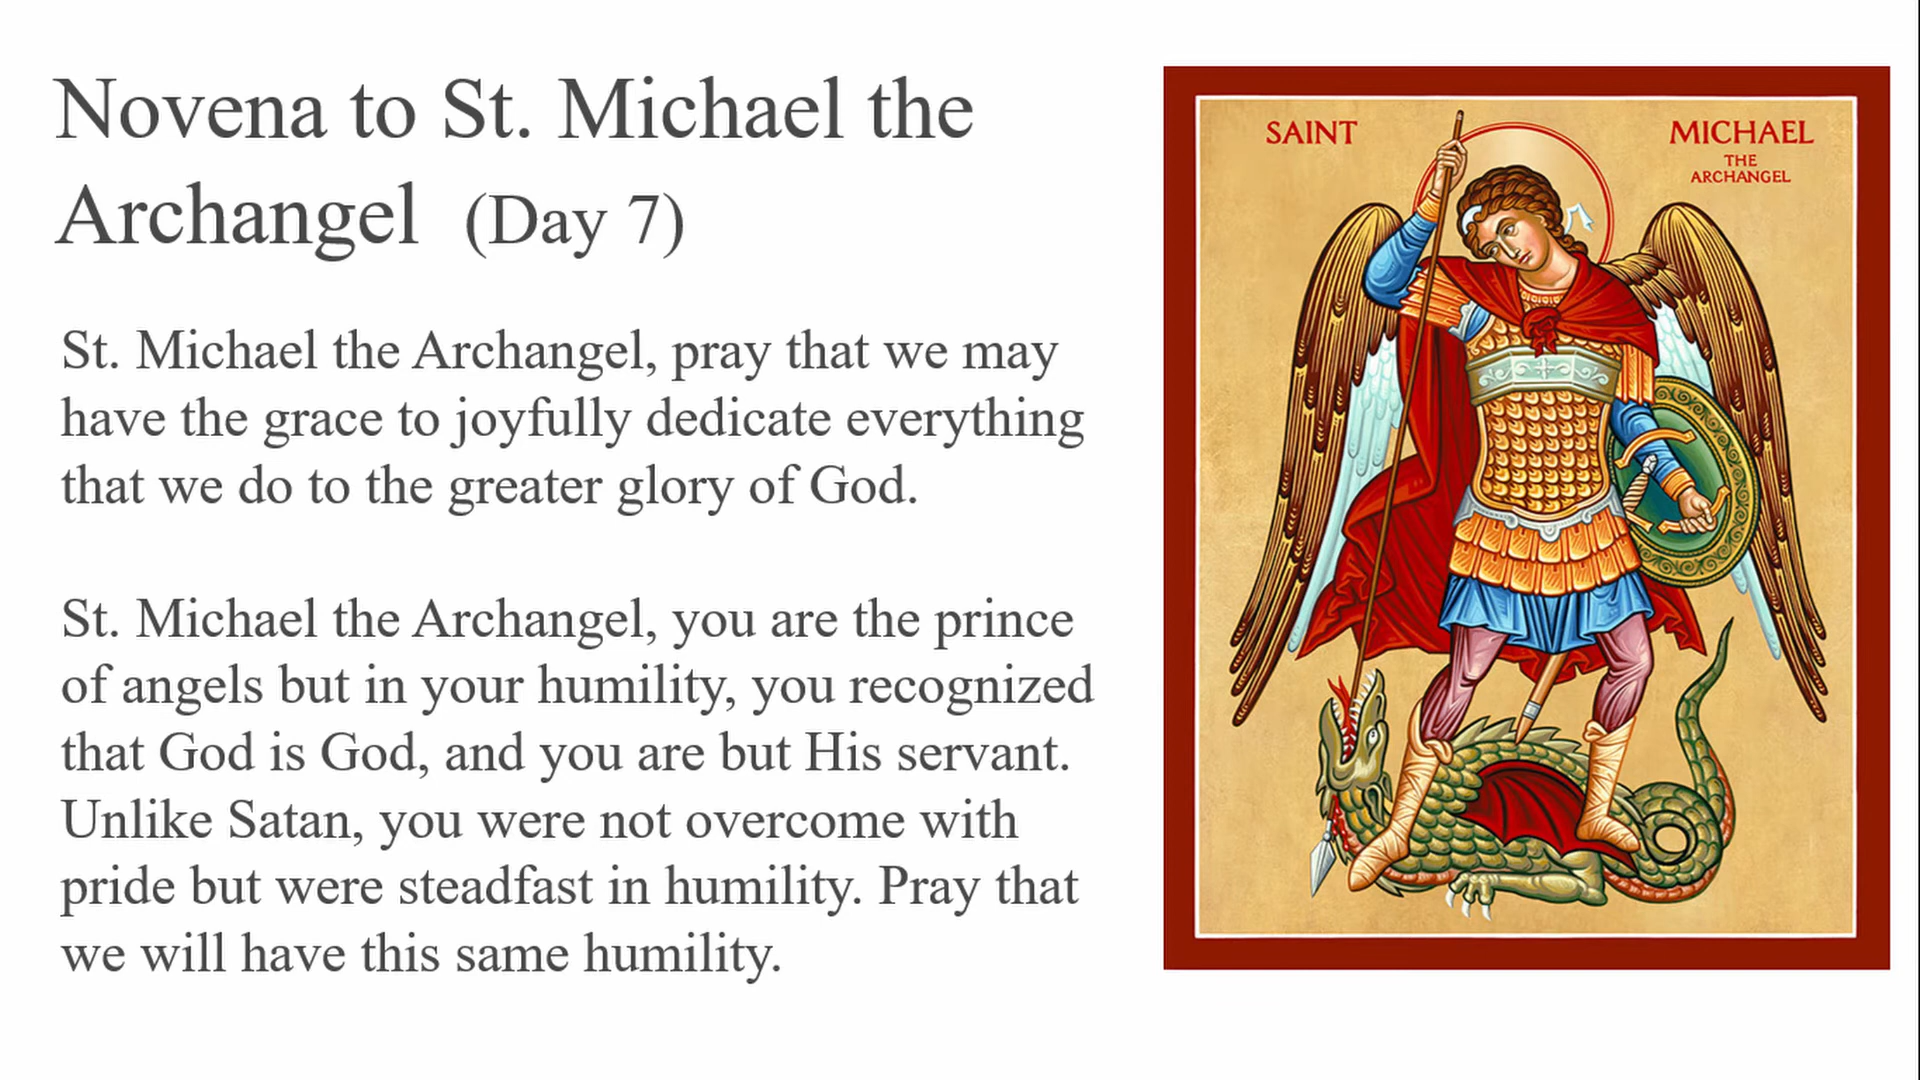 Novena to St. Michael the
Archangel (Day 7)
St. Michael the Archangel, pray that we may
have the grace to joyfully dedicate everything
that we do to the greater glory of God.
St. Michael the Archangel, you are the prince
of angels but in your humility, you recognized
that God is God, and you are but His servant.
Unlike Satan, you were not overcome with
pride but were steadfast in humility. Pray that
we will have this same humility.
SAINT
MICHAEL
THE
ARCHANGEL